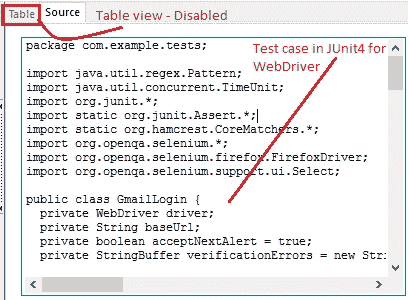 Table Source
Table view - Disabled
Test case in JUnit4 for
WebDriver
package com.example.tests;
import java.util.regex.Pattern;
import java.util.concurrent.TimeUnit;
import org.junit.*;
import static org.junit.Assert.*;
import static org.hamcrest.CoreMatchers.*;
import org.openqa.selenium.*;
import org.openqa.selenium.firefox.FirefoxDriver;
import org.openqa.selenium.support.ui.Select;
public class GmailLogin {
private WebDriver driver;
private String baseUrl;
private boolean acceptNextAlert = true;
private StringBuffer verificationErrors = new Stri